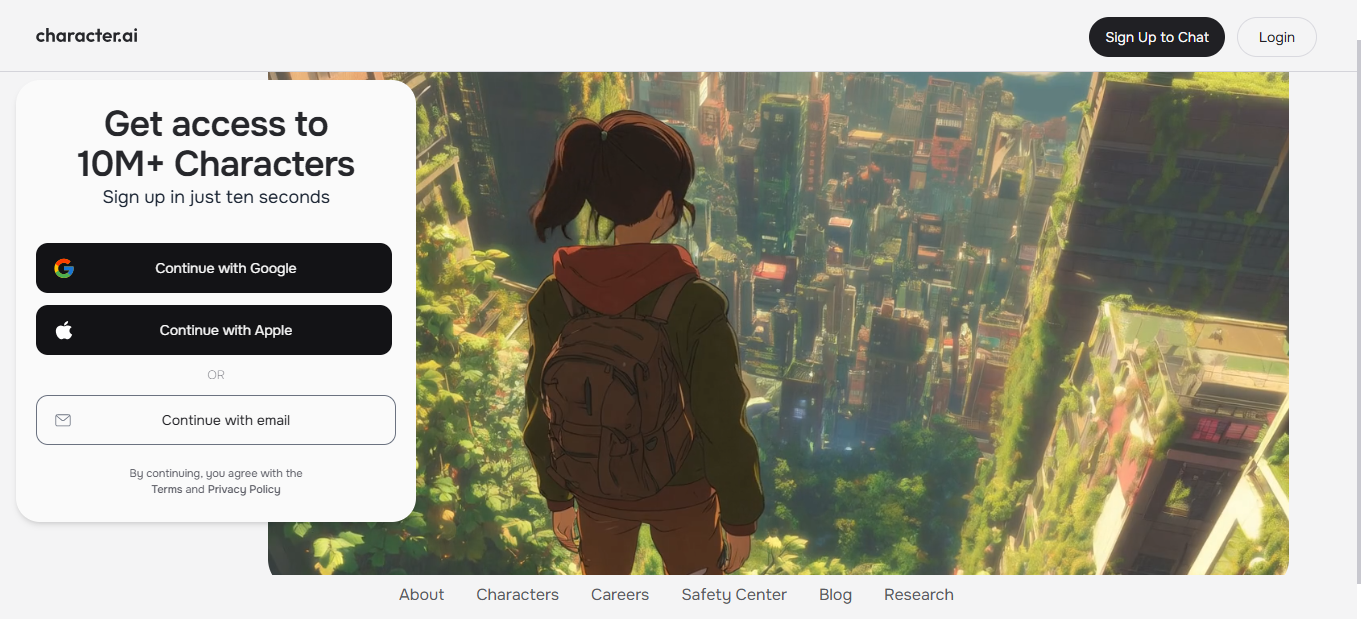 character.ai
Sign Up to Chat
Login
Get access to
10M+ Characters
Sign up in just ten seconds
Continue with Google
Continue with Apple
OR
Continue with email
By continuing, you agree with the
Terms and Privacy Policy
About
Characters
Careers
Safety Center
Blog
Research